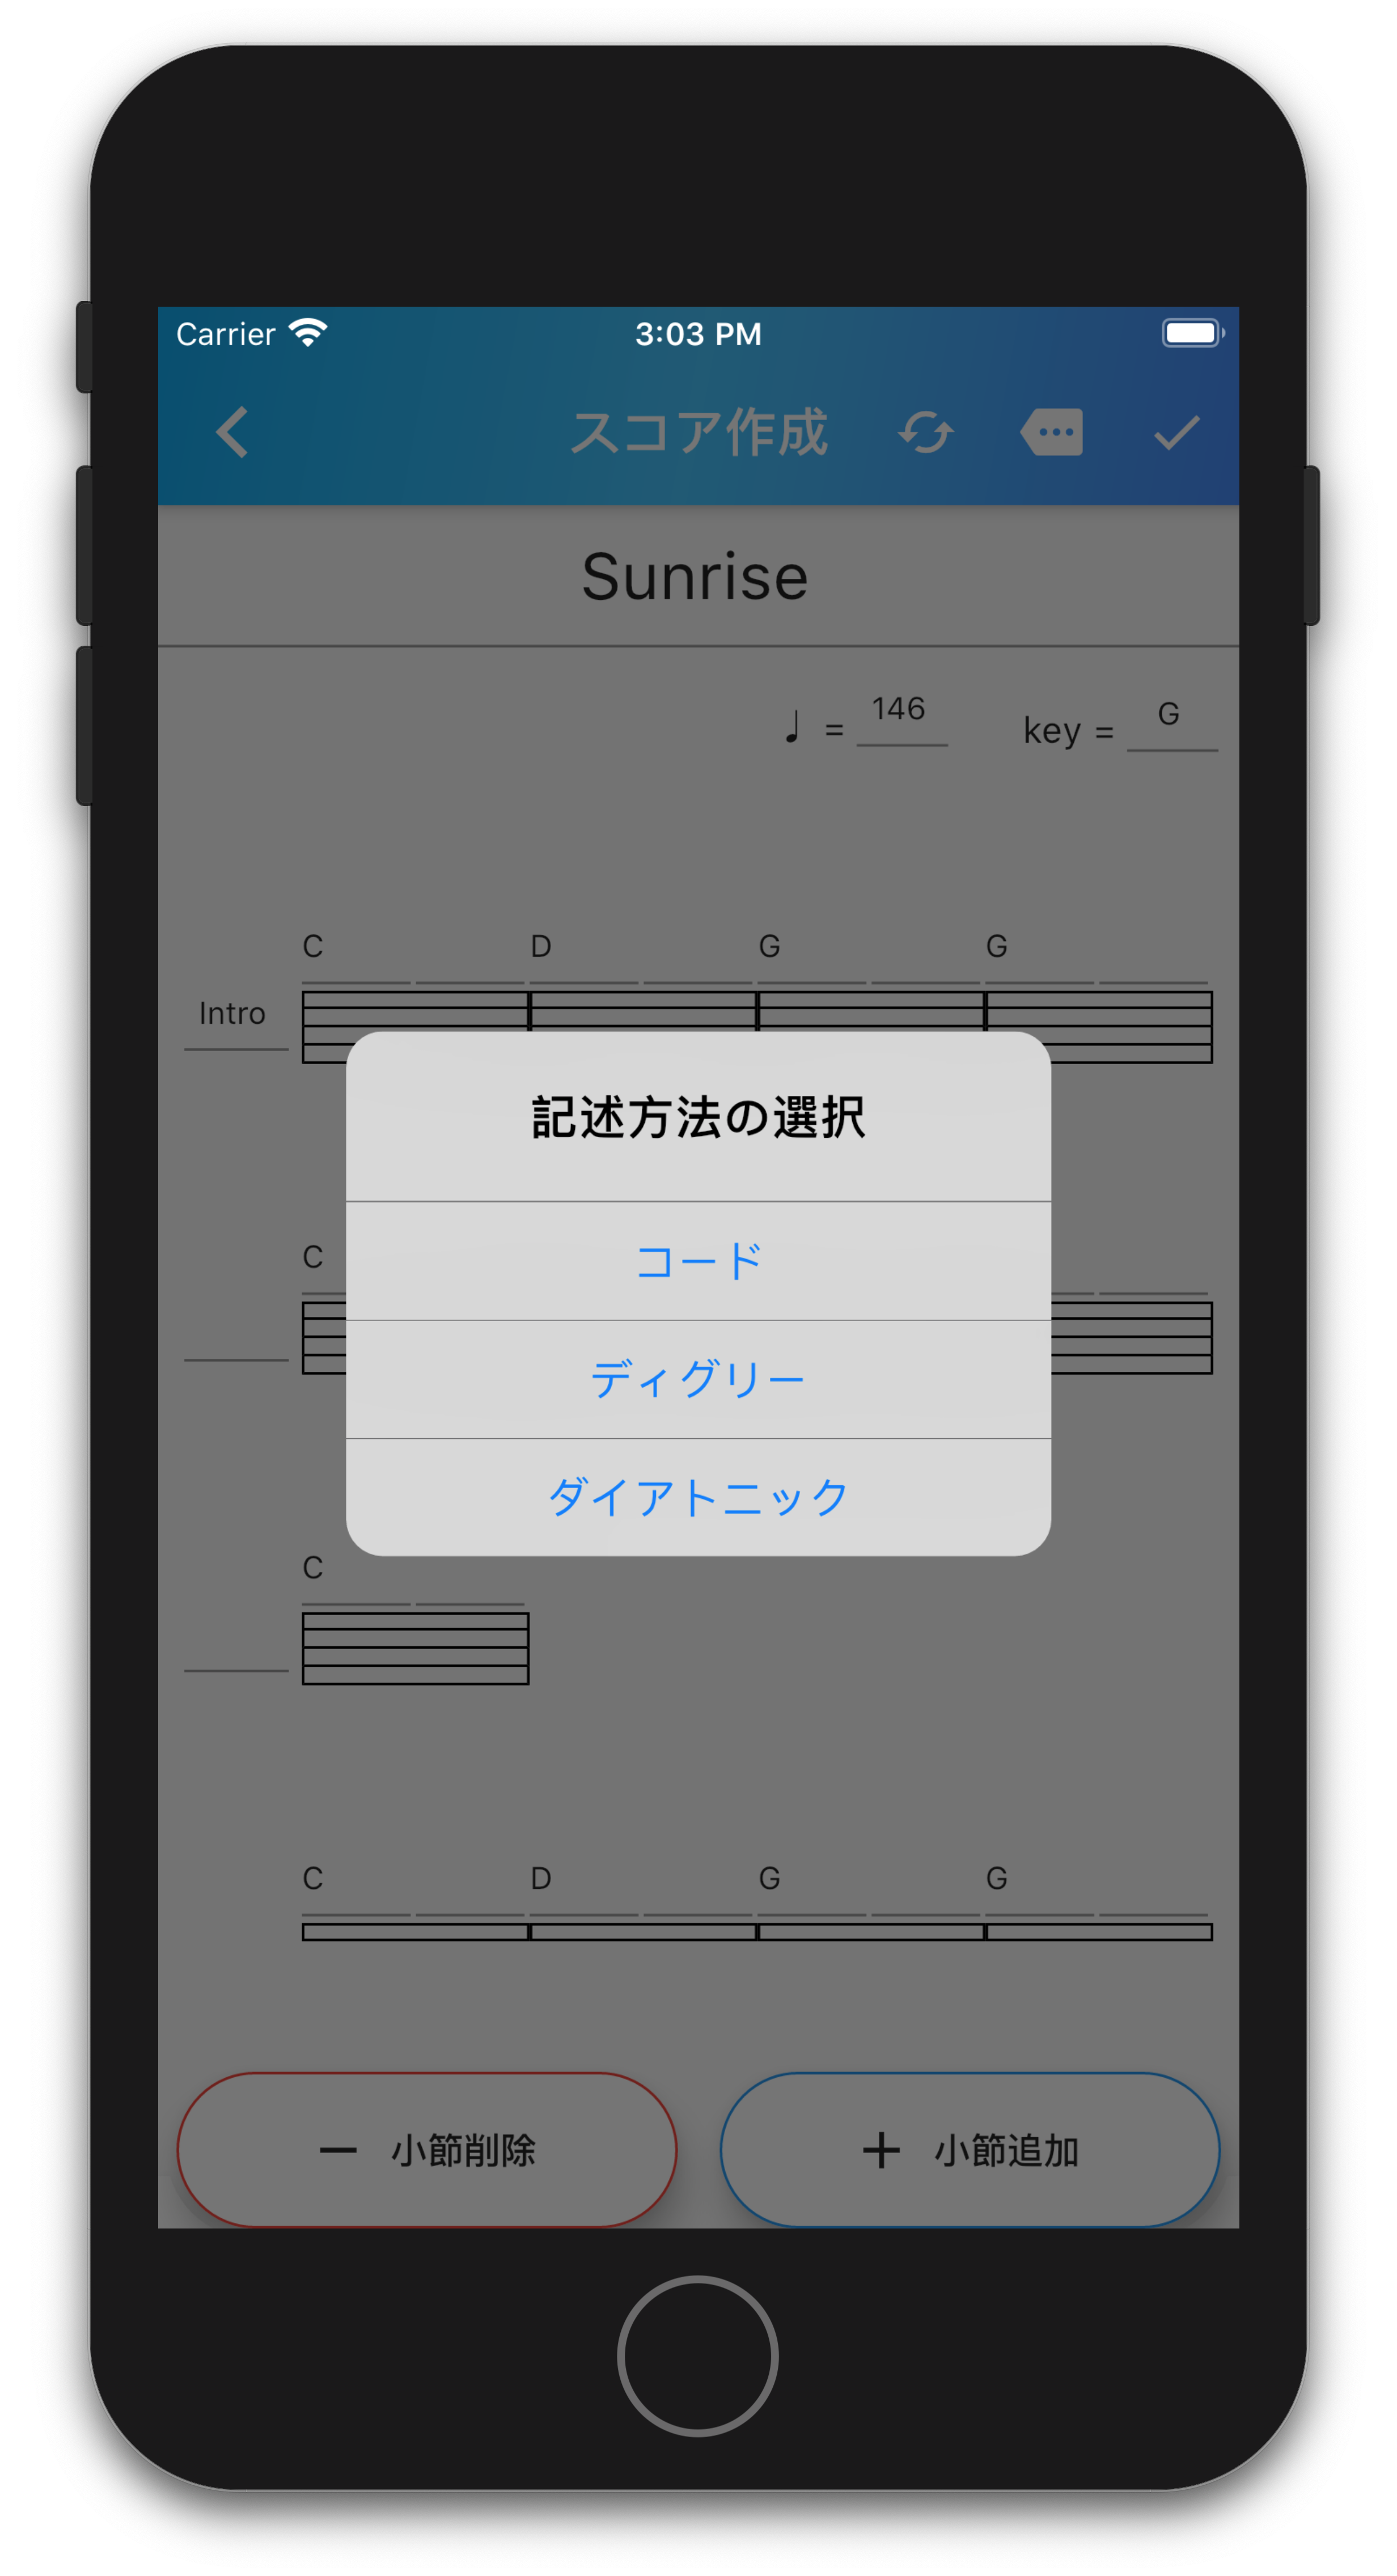 Carrier 3:03 PM
スコア作成
Sunrise
♩ = 146 key = G
C D G G
Intro
記述方法の選択
コード
C
ディグリー
ダイアトニック
C
C D G G
− 小節削除 + 小節追加